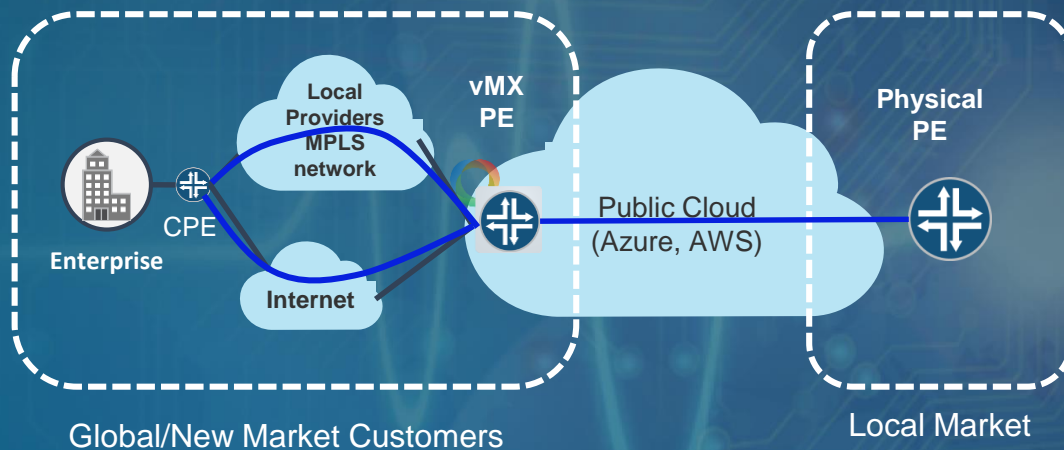 Local
Providers
MPLS
network
vMX
PE
Physical
PE
CPE
Enterprise
Public Cloud
(Azure, AWS)
Internet
Global/New Market Customers
Local Market